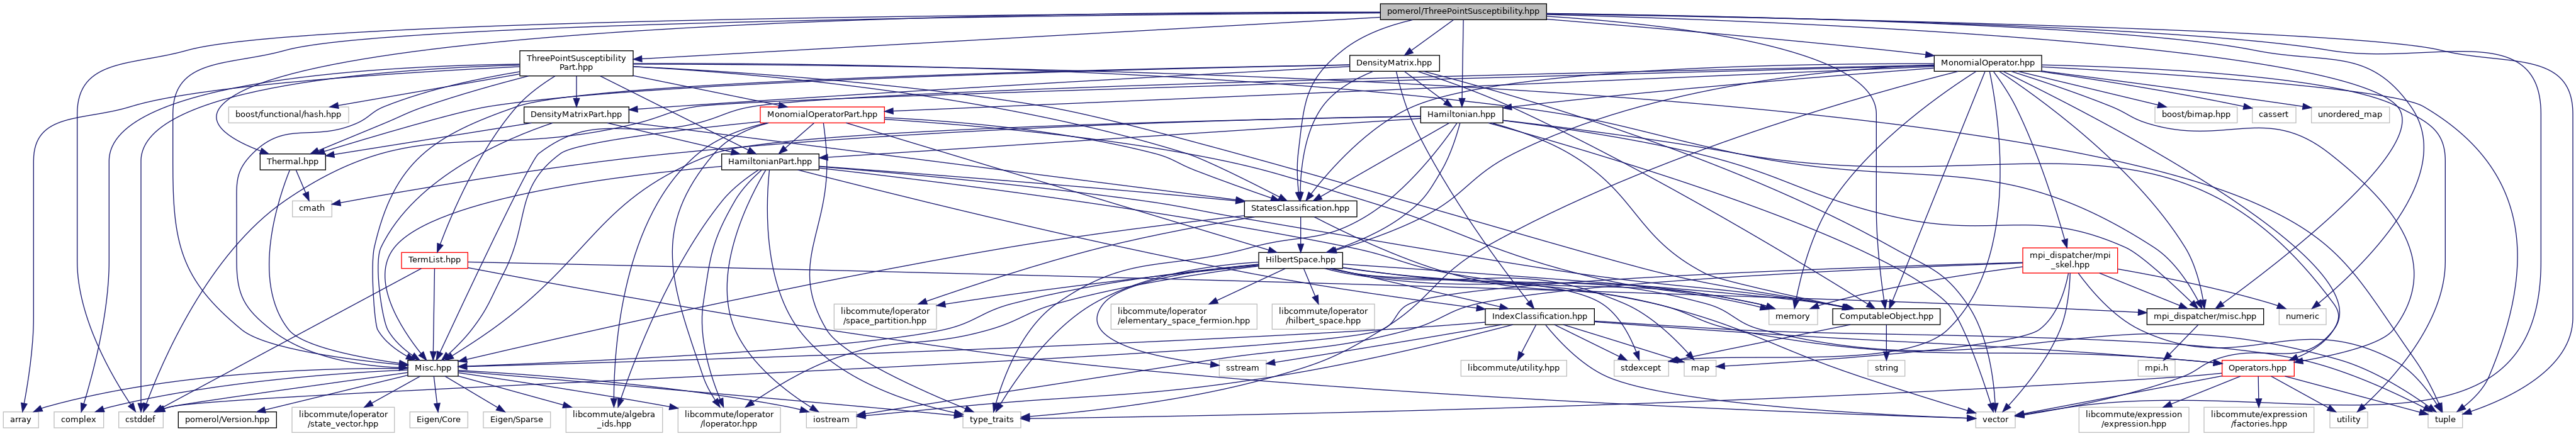 pomerol/ThreePointSusceptibility.hpp
ThreePointSusceptibility
Part.hpp
DensityMatrix.hpp
MonomialOperator.hpp
boost/functional/hash.hpp
DensityMatrixPart.hpp
MonomialOperatorPart.hpp
Hamiltonian.hpp
boost/bimap.hpp
cassert
unordered_map
Thermal.hpp
HamiltonianPart.hpp
cmath
StatesClassification.hpp
TermList.hpp
HilbertSpace.hpp
mpi_dispatcher/mpi
_skel.hpp
libcommute/loperator
/space_partition.hpp
libcommute/loperator
/elementary_space_fermion.hpp
libcommute/loperator
/hilbert_space.hpp
IndexClassification.hpp
memory
ComputableObject.hpp
mpi_dispatcher/misc.hpp
numeric
Misc.hpp
sstream
libcommute/utility.hpp
stdexcept
map
string
mpi.h
Operators.hpp
array
complex
cstddef
pomerol/Version.hpp
libcommute/loperator
/state_vector.hpp
Eigen/Core
Eigen/Sparse
libcommute/algebra
_ids.hpp
libcommute/loperator
/loperator.hpp
iostream
type_traits
vector
libcommute/expression
/expression.hpp
libcommute/expression
/factories.hpp
utility
tuple